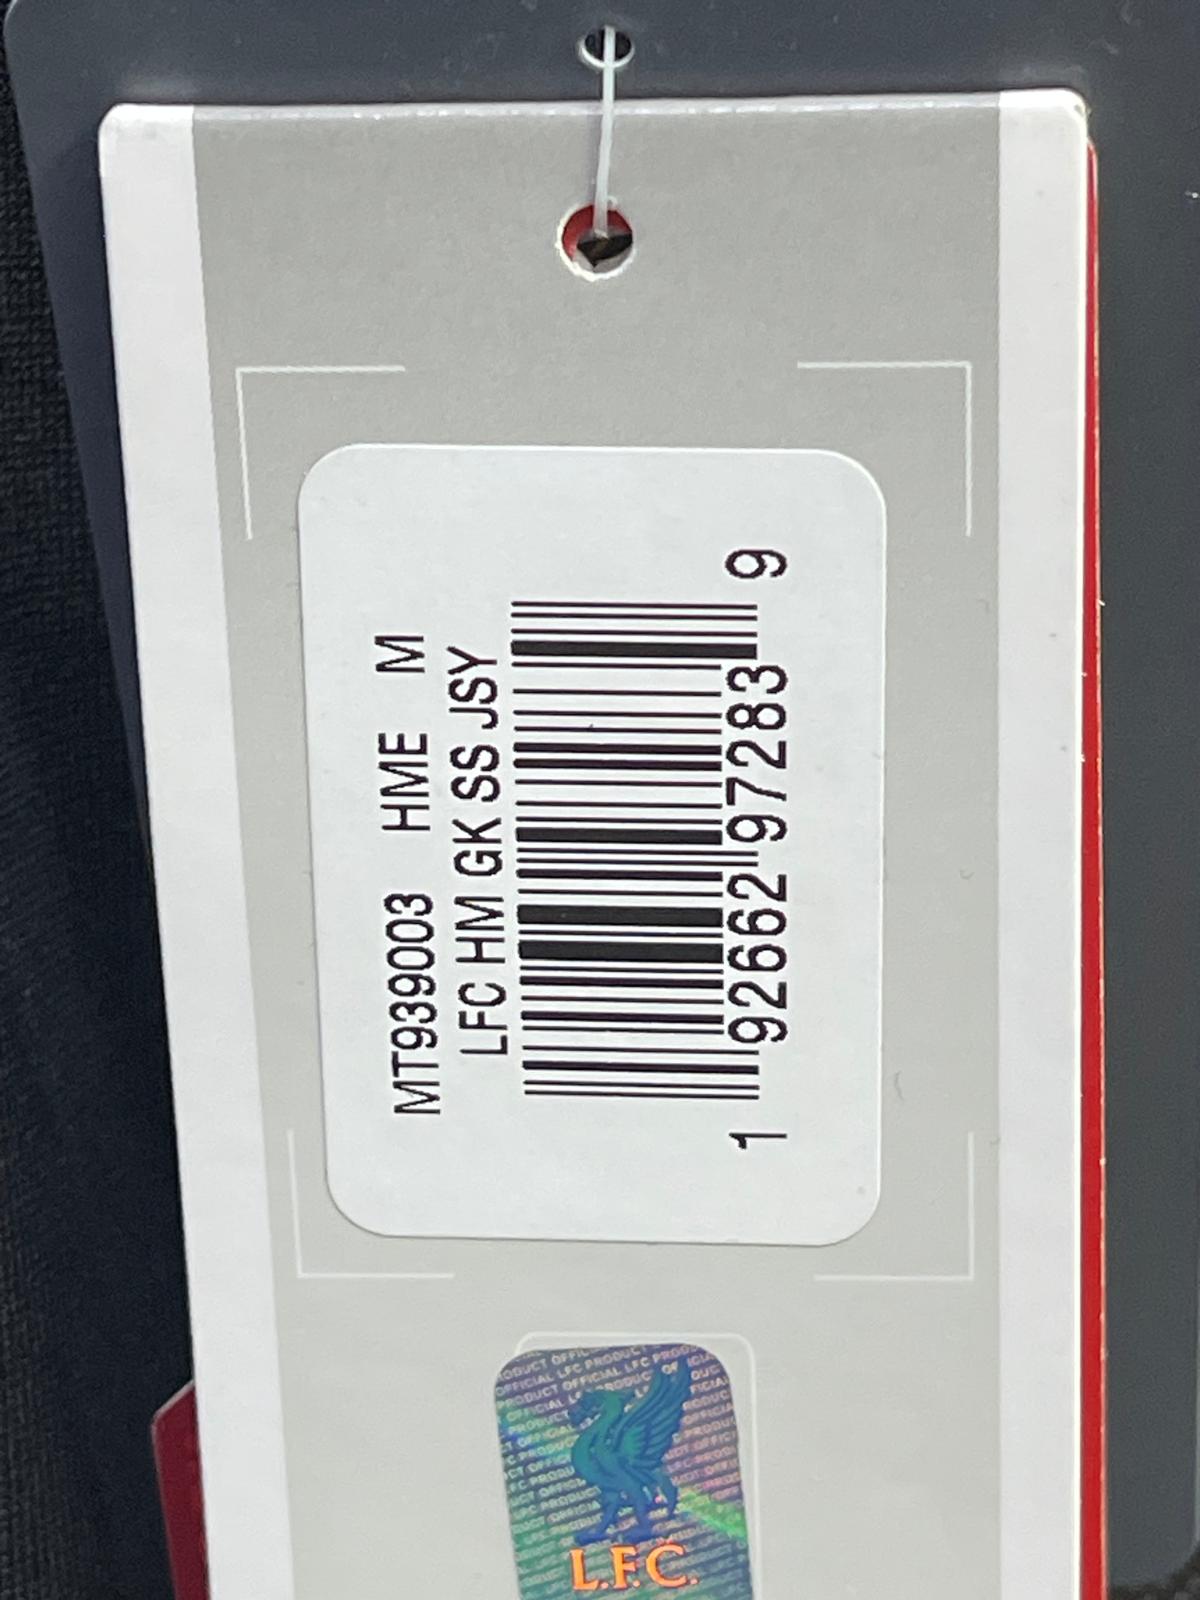 MT939003 HME M
LFC HM GK SS JSY
1 92662 97283 9
L.F.C.